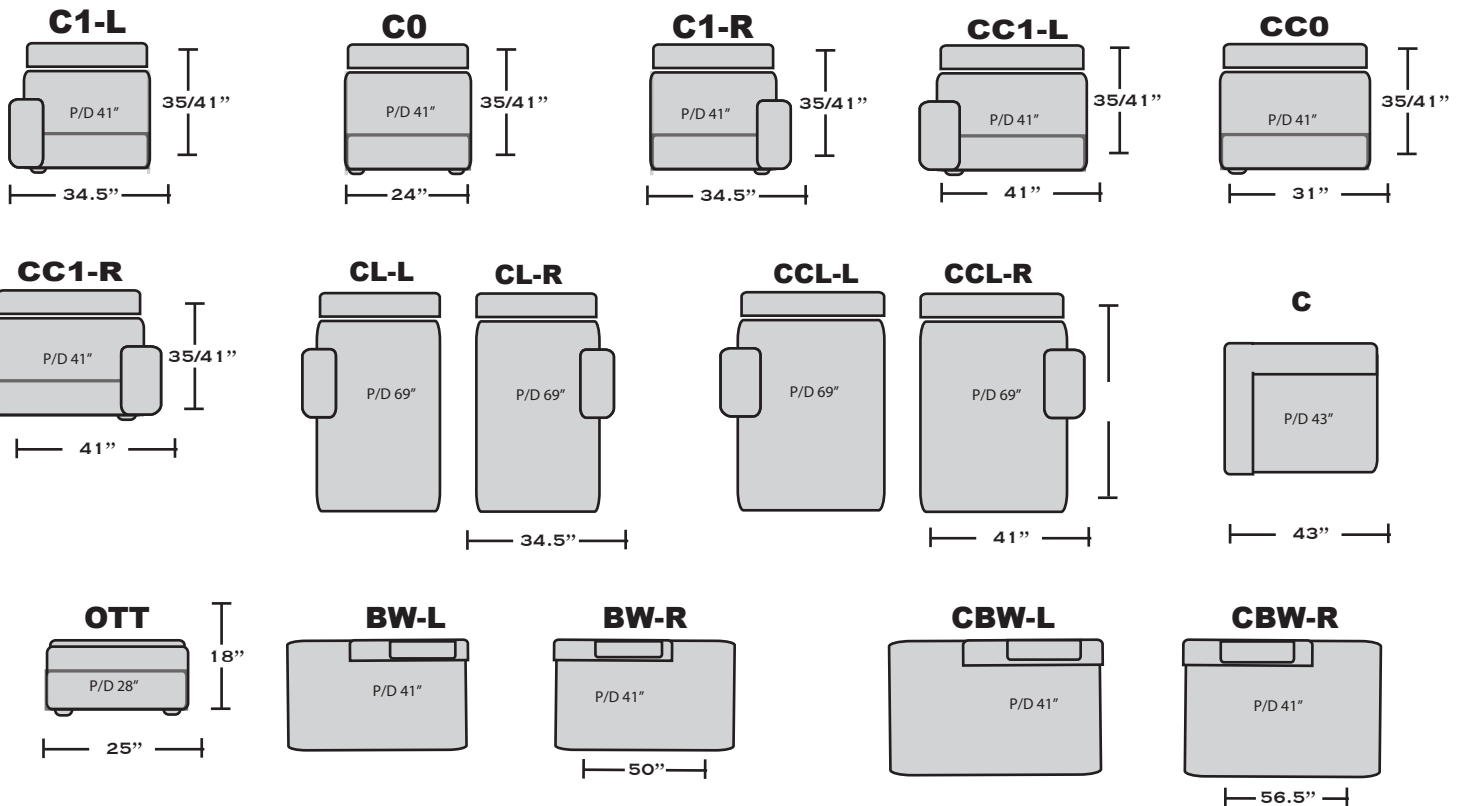 C1-L
C0
C1-R
CC1-L
CC0
P/D 41”
35/41”
P/D 41”
35/41”
P/D 41”
35/41”
P/D 41”
35/41”
P/D 41”
35/41”
34.5”
24”
34.5”
41”
31”
CC1-R
CL-L
CL-R
CCL-L
CCL-R
C
P/D 41”
35/41”
P/D 69”
P/D 69”
P/D 69”
P/D 69”
P/D 43”
41”
34.5”
41”
43”
OTT
BW-L
BW-R
CBW-L
CBW-R
18”
P/D 28”
P/D 41”
P/D 41”
P/D 41”
P/D 41”
25”
50”
56.5”